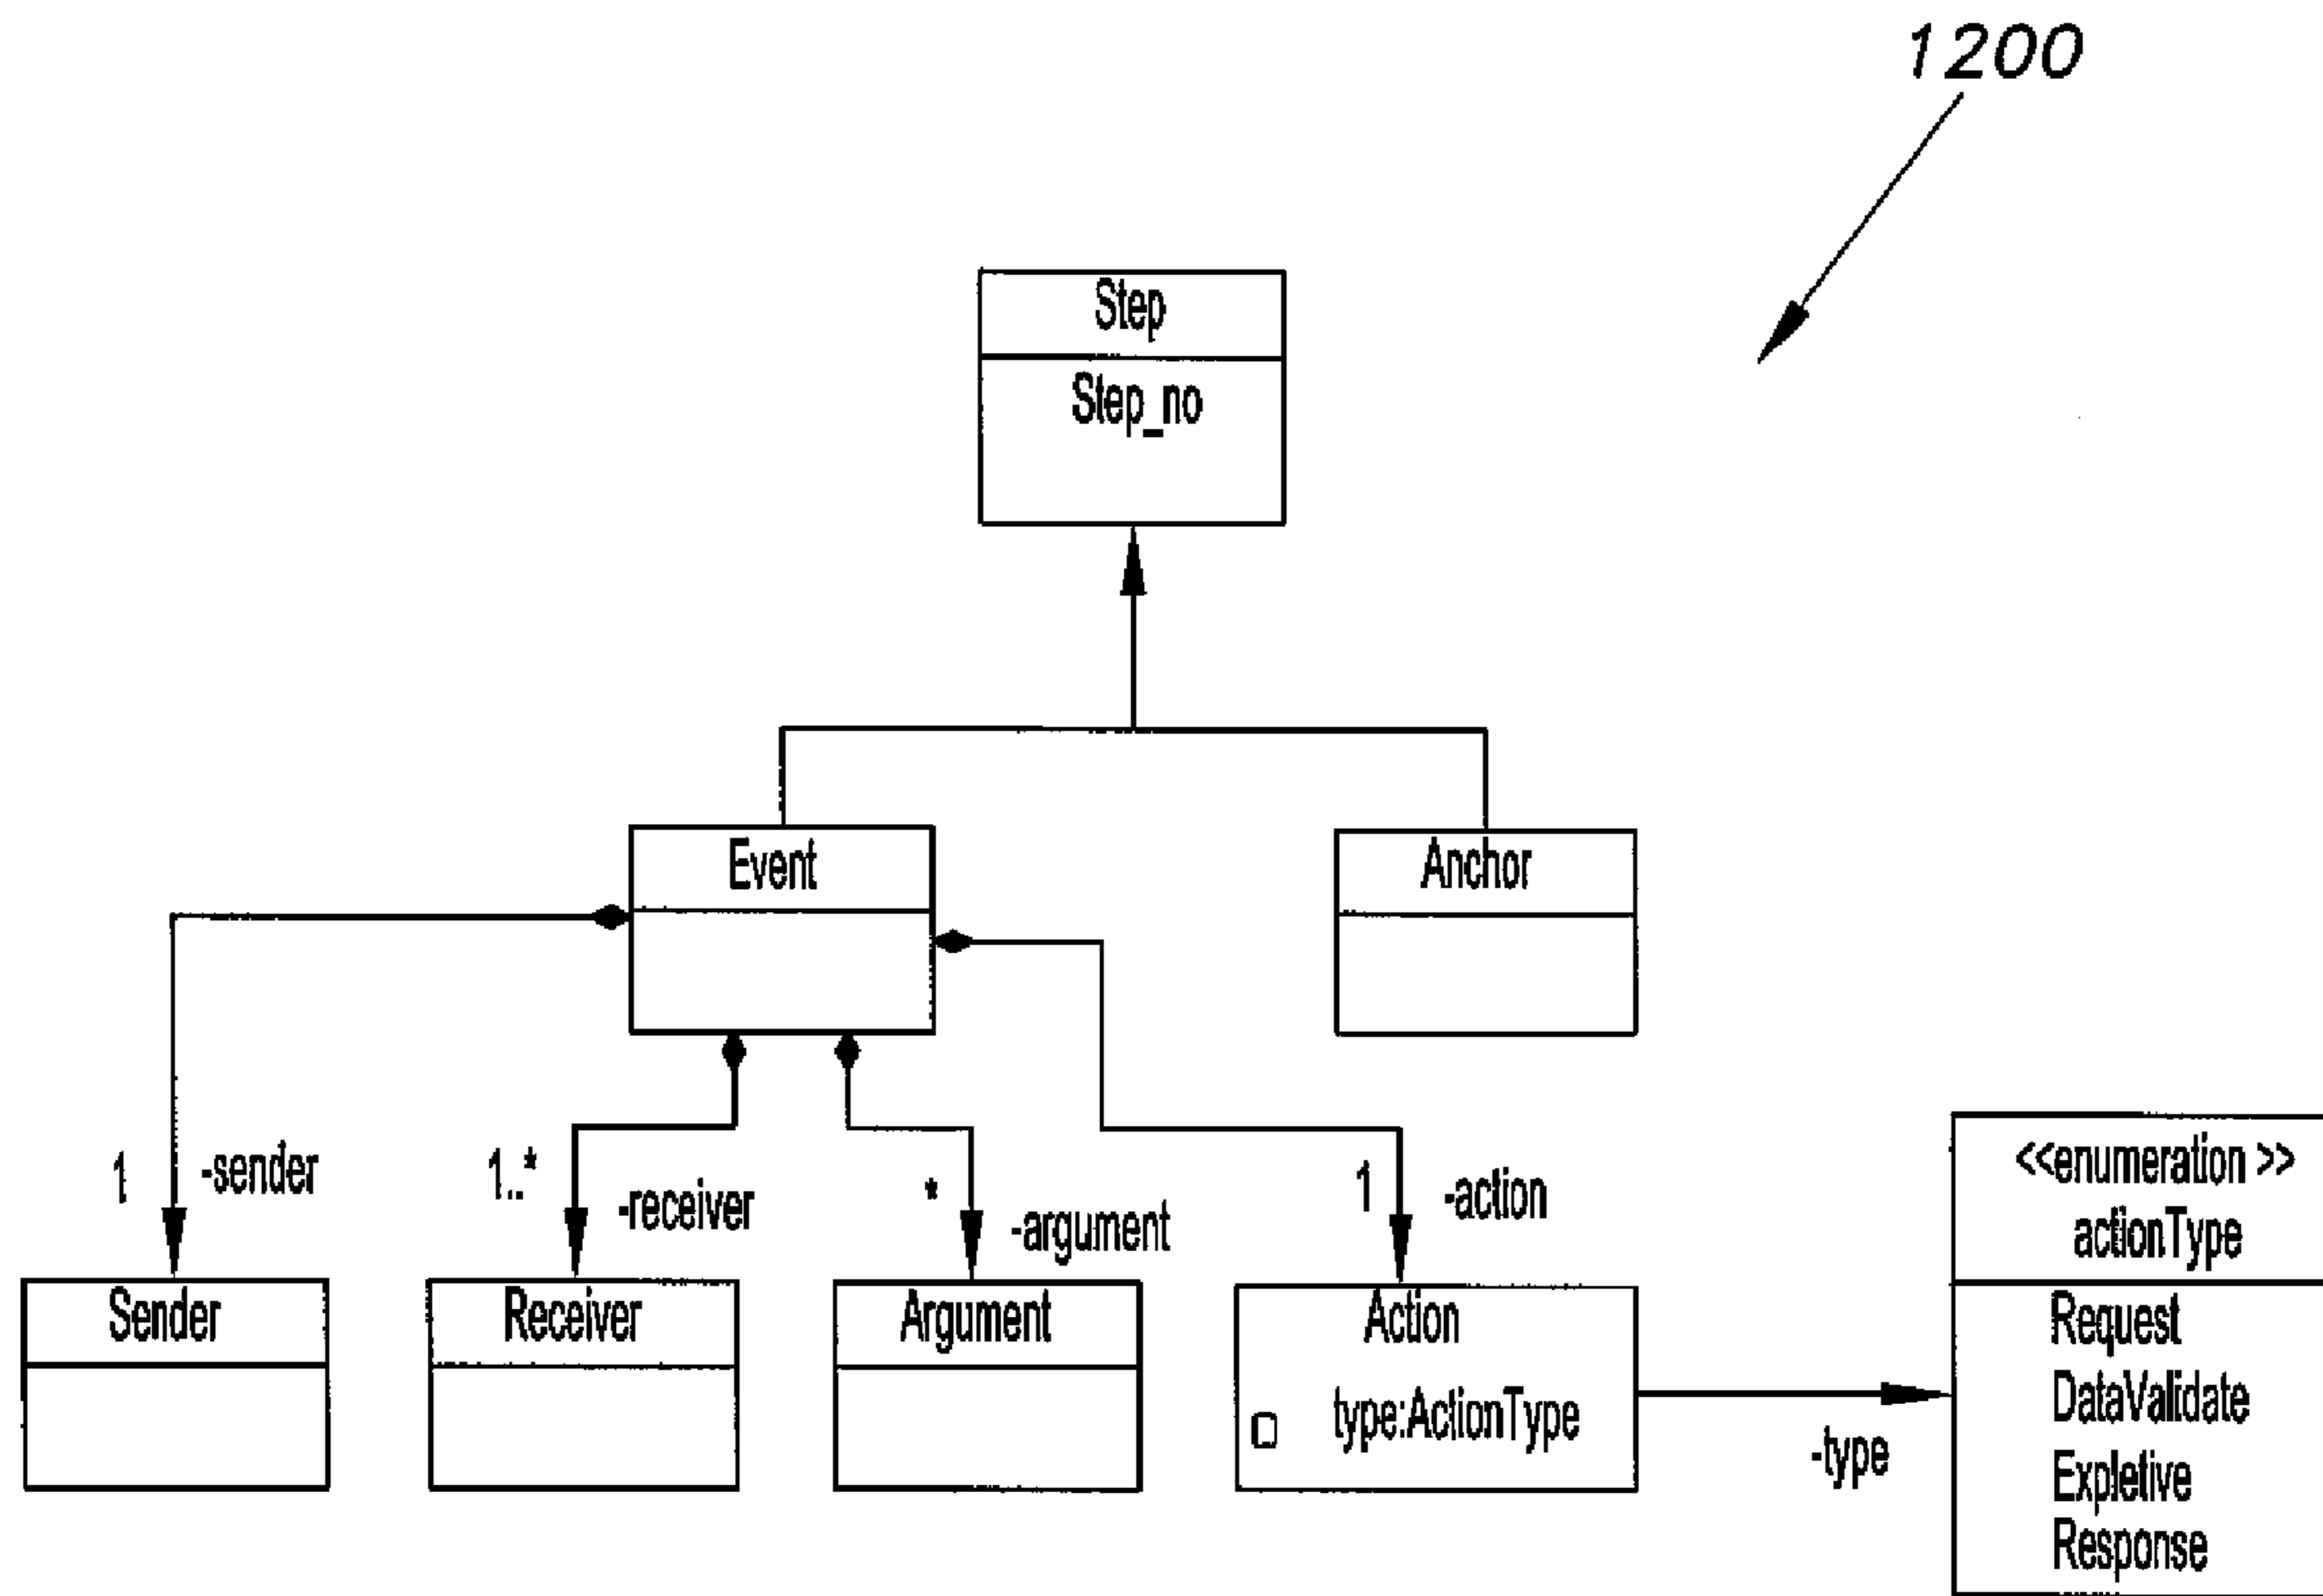 1200
Step
Step_no
Event
Anchor
1
-sender
1..*
-receiver
*
-argument
1
-action
<<enumeration >>
actionType
Request
DataValidate
Expletive
Response
Sender
Receiver
Argument
Action
type:ActionType
-type